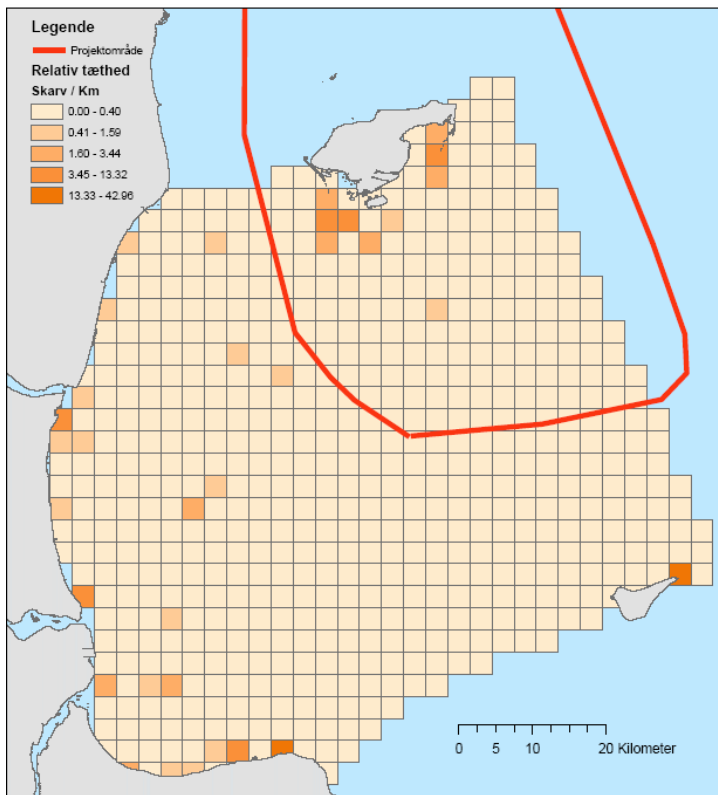 Legende
Projektområde
Relativ tæthed
Skarv / Km
0.00 - 0.40
0.41 - 1.59
1.60 - 3.44
3.45 - 13.32
13.33 - 42.96
0 5 10 20 Kilometer